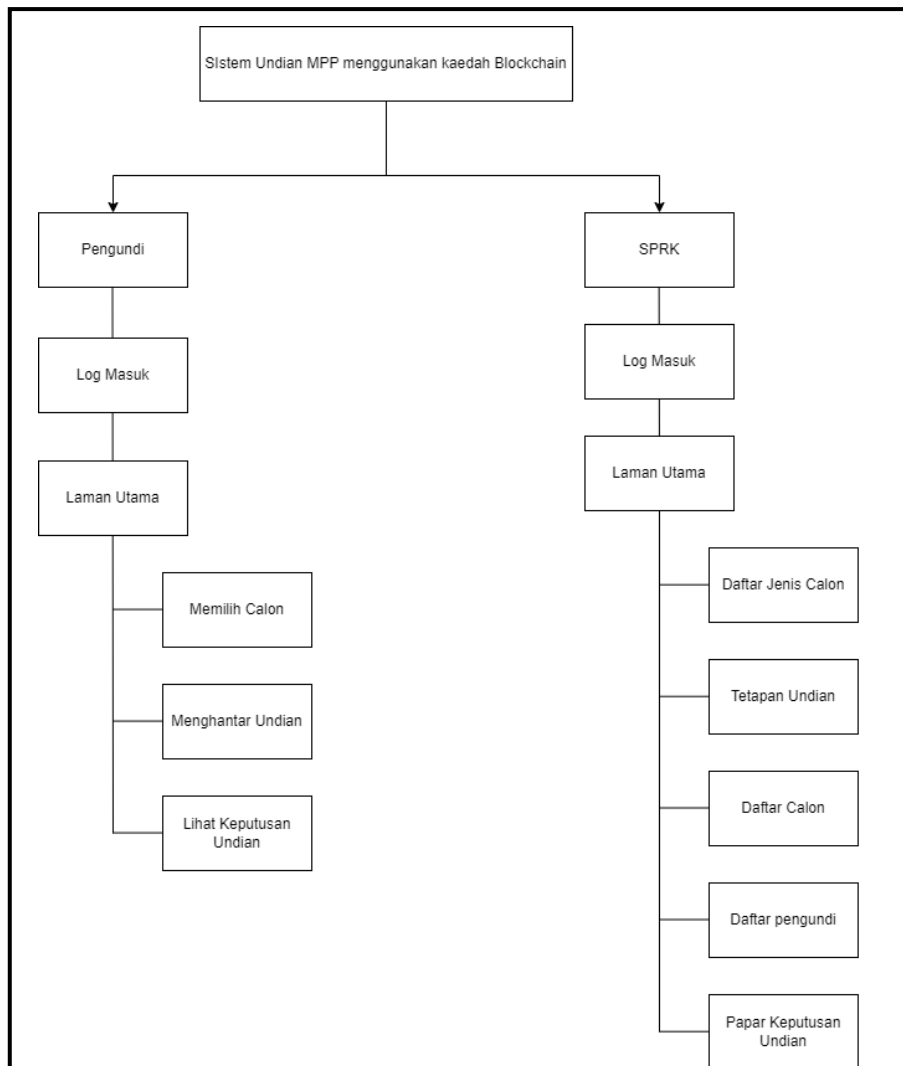 SIstem Undian MPP menggunakan kaedah Blockchain
Pengundi
Log Masuk
Laman Utama
Memilih Calon
Menghantar Undian
Lihat Keputusan
Undian
SPRK
Log Masuk
Laman Utama
Daftar Jenis Calon
Tetapan Undian
Daftar Calon
Daftar pengundi
Papar Keputusan
Undian